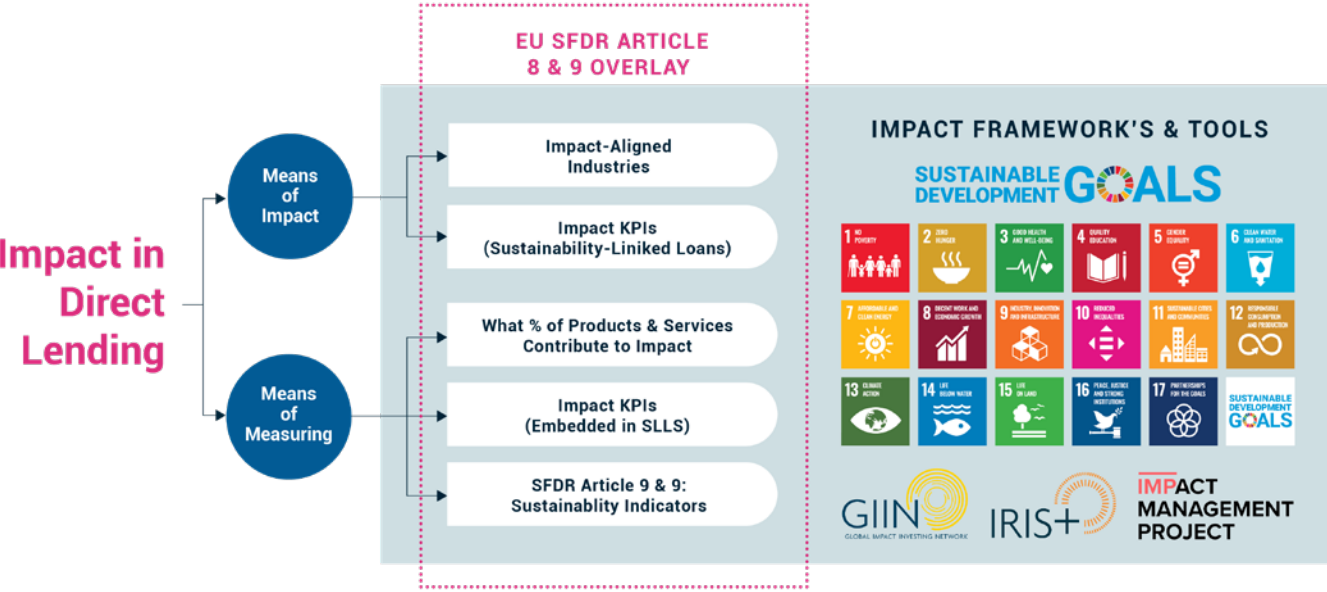 EU SFDR ARTICLE
8 & 9 OVERLAY
Impact in
Direct
Lending
Means
of
Impact
Means
of
Measuring
Impact-Aligned
Industries
Impact KPIs
(Sustainability-Liniked Loans)
What % of Products & Services
Contribute to Impact
Impact KPIs
(Embedded in SLLS)
SFDR Article 9 & 9:
Sustainablity Indicators
IMPACT FRAMEWORK'S & TOOLS
SUSTAINABLE
DEVELOPMENT GOALS
1 NO
POVERTY
2 ZERO
HUNGER
3 GOOD HEALTH
AND WELL-BEING
4 QUALITY
EDUCATION
5 GENDER
EQUALITY
6 CLEAN WATER
AND SANITATION
7 AFFORDABLE AND
CLEAN ENERGY
8 DECENT WORK AND
ECONOMIC GROWTH
9 INDUSTRY, INNOVATION
AND INFRASTRUCTURE
10 REDUCED
INEQUALITIES
11 SUSTAINABLE CITIES
AND COMMUNITIES
12 RESPONSIBLE
CONSUMPTION
AND PRODUCTION
13 CLIMATE
ACTION
14 LIFE
BELOW WATER
15 LIFE
ON LAND
16 PEACE, JUSTICE
AND STRONG
INSTITUTIONS
17 PARTNERSHIPS
FOR THE GOALS
SUSTAINABLE
DEVELOPMENT
GOALS
GIIN
GLOBAL IMPACT INVESTING NETWORK
IRIS+
IMPACT
MANAGEMENT
PROJECT